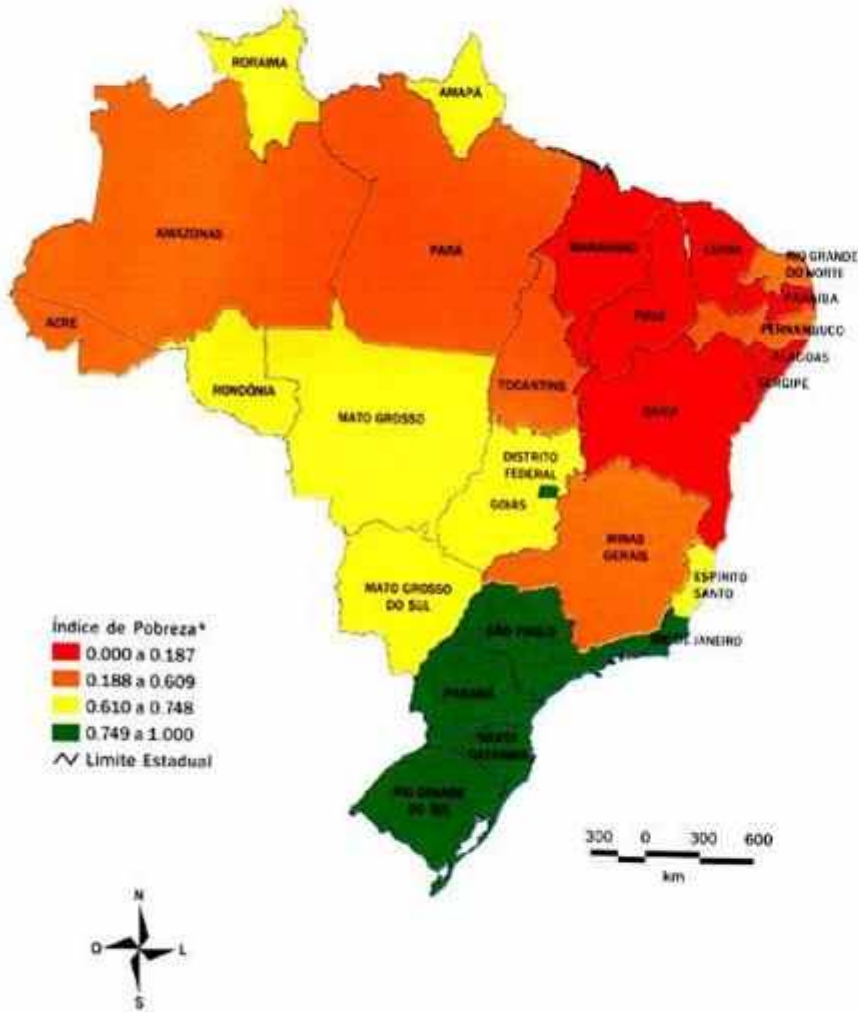 RORAIMA
AMAPÁ
AMAZONAS
PARA
MARANHÃO
CEARÁ
RIO GRANDE
DO NORTE
PARAIBA
PIAUÍ
PERNAMBUCO
ACRE
ALAGOAS
SERGIPE
TOCANTINS
RONDÔNIA
BAHIA
MATO GROSSO
DISTRITO
FEDERAL
GOIÁS
MINAS
GERAIS
MATO GROSSO
DO SUL
ESPÍRITO
SANTO
SÃO PAULO
RIO DE JANEIRO
PARANÁ
SANTA
CATARINA
RIO GRANDE
DO SUL
Índice de Pobreza*
0.000 a 0.187
0.188 a 0.609
0.610 a 0.748
0.749 a 1.000
Limite Estadual
300 0 300 600
km
N
O L
S